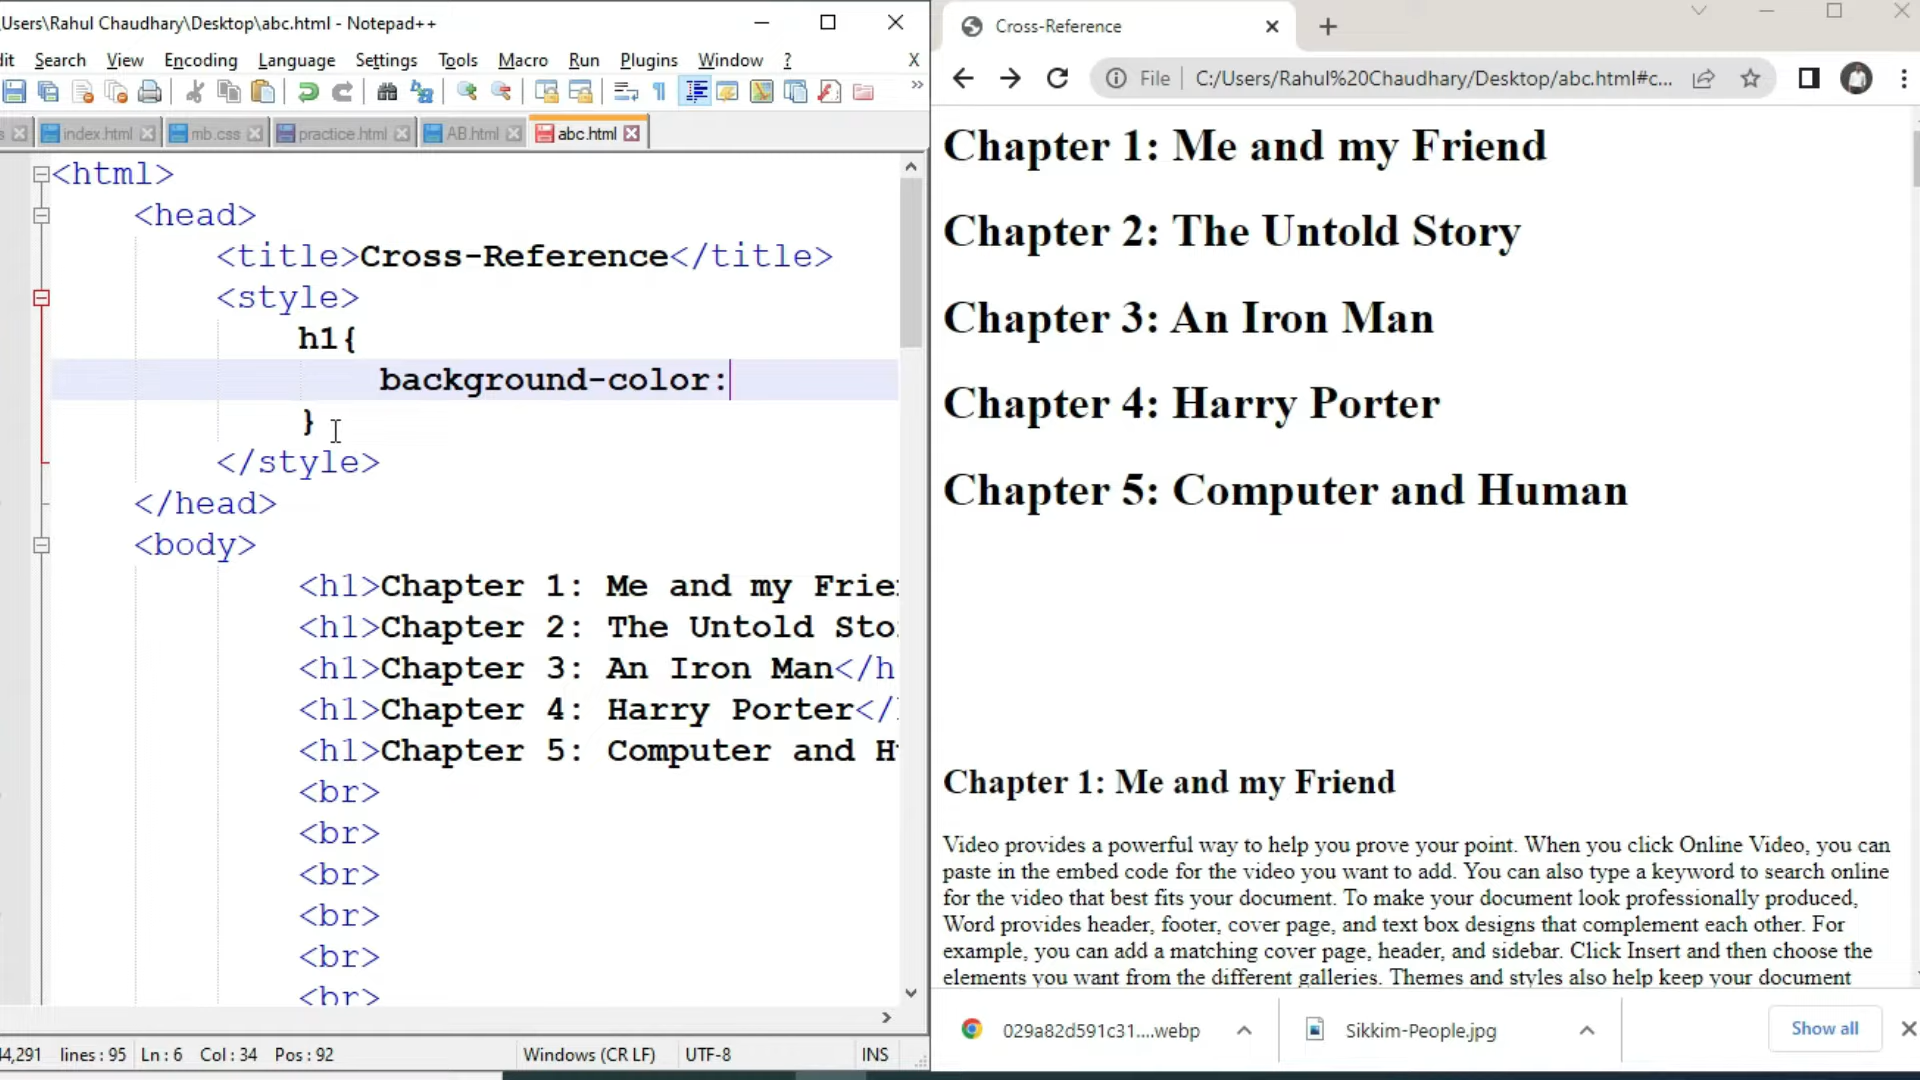 Users\Rahul Chaudhary\Desktop\abc.html - Notepad++
dit Search View Encoding Language Settings Tools Macro Run Plugins Window ? X
s index.html mb.css practice.html AB.html abc.html
<html>
<head>
<title>Cross-Reference</title>
<style>
h1{
background-color:
}
</style>
</head>
<body>
<h1>Chapter 1: Me and my Frie
<h1>Chapter 2: The Untold Sto
<h1>Chapter 3: An Iron Man</h
<h1>Chapter 4: Harry Porter</
<h1>Chapter 5: Computer and H
<br>
<br>
<br>
<br>
<br>
<br>
44,291 lines : 95 Ln : 6 Col : 34 Pos : 92 Windows (CR LF) UTF-8 INS
Cross-Reference
File C:/Users/Rahul%20Chaudhary/Desktop/abc.html#c...
Chapter 1: Me and my Friend
Chapter 2: The Untold Story
Chapter 3: An Iron Man
Chapter 4: Harry Porter
Chapter 5: Computer and Human
Chapter 1: Me and my Friend
Video provides a powerful way to help you prove your point. When you click Online Video, you can
paste in the embed code for the video you want to add. You can also type a keyword to search online
for the video that best fits your document. To make your document look professionally produced,
Word provides header, footer, cover page, and text box designs that complement each other. For
example, you can add a matching cover page, header, and sidebar. Click Insert and then choose the
elements you want from the different galleries. Themes and styles also help keep your document
029a82d591c31....webp
Sikkim-People.jpg
Show all